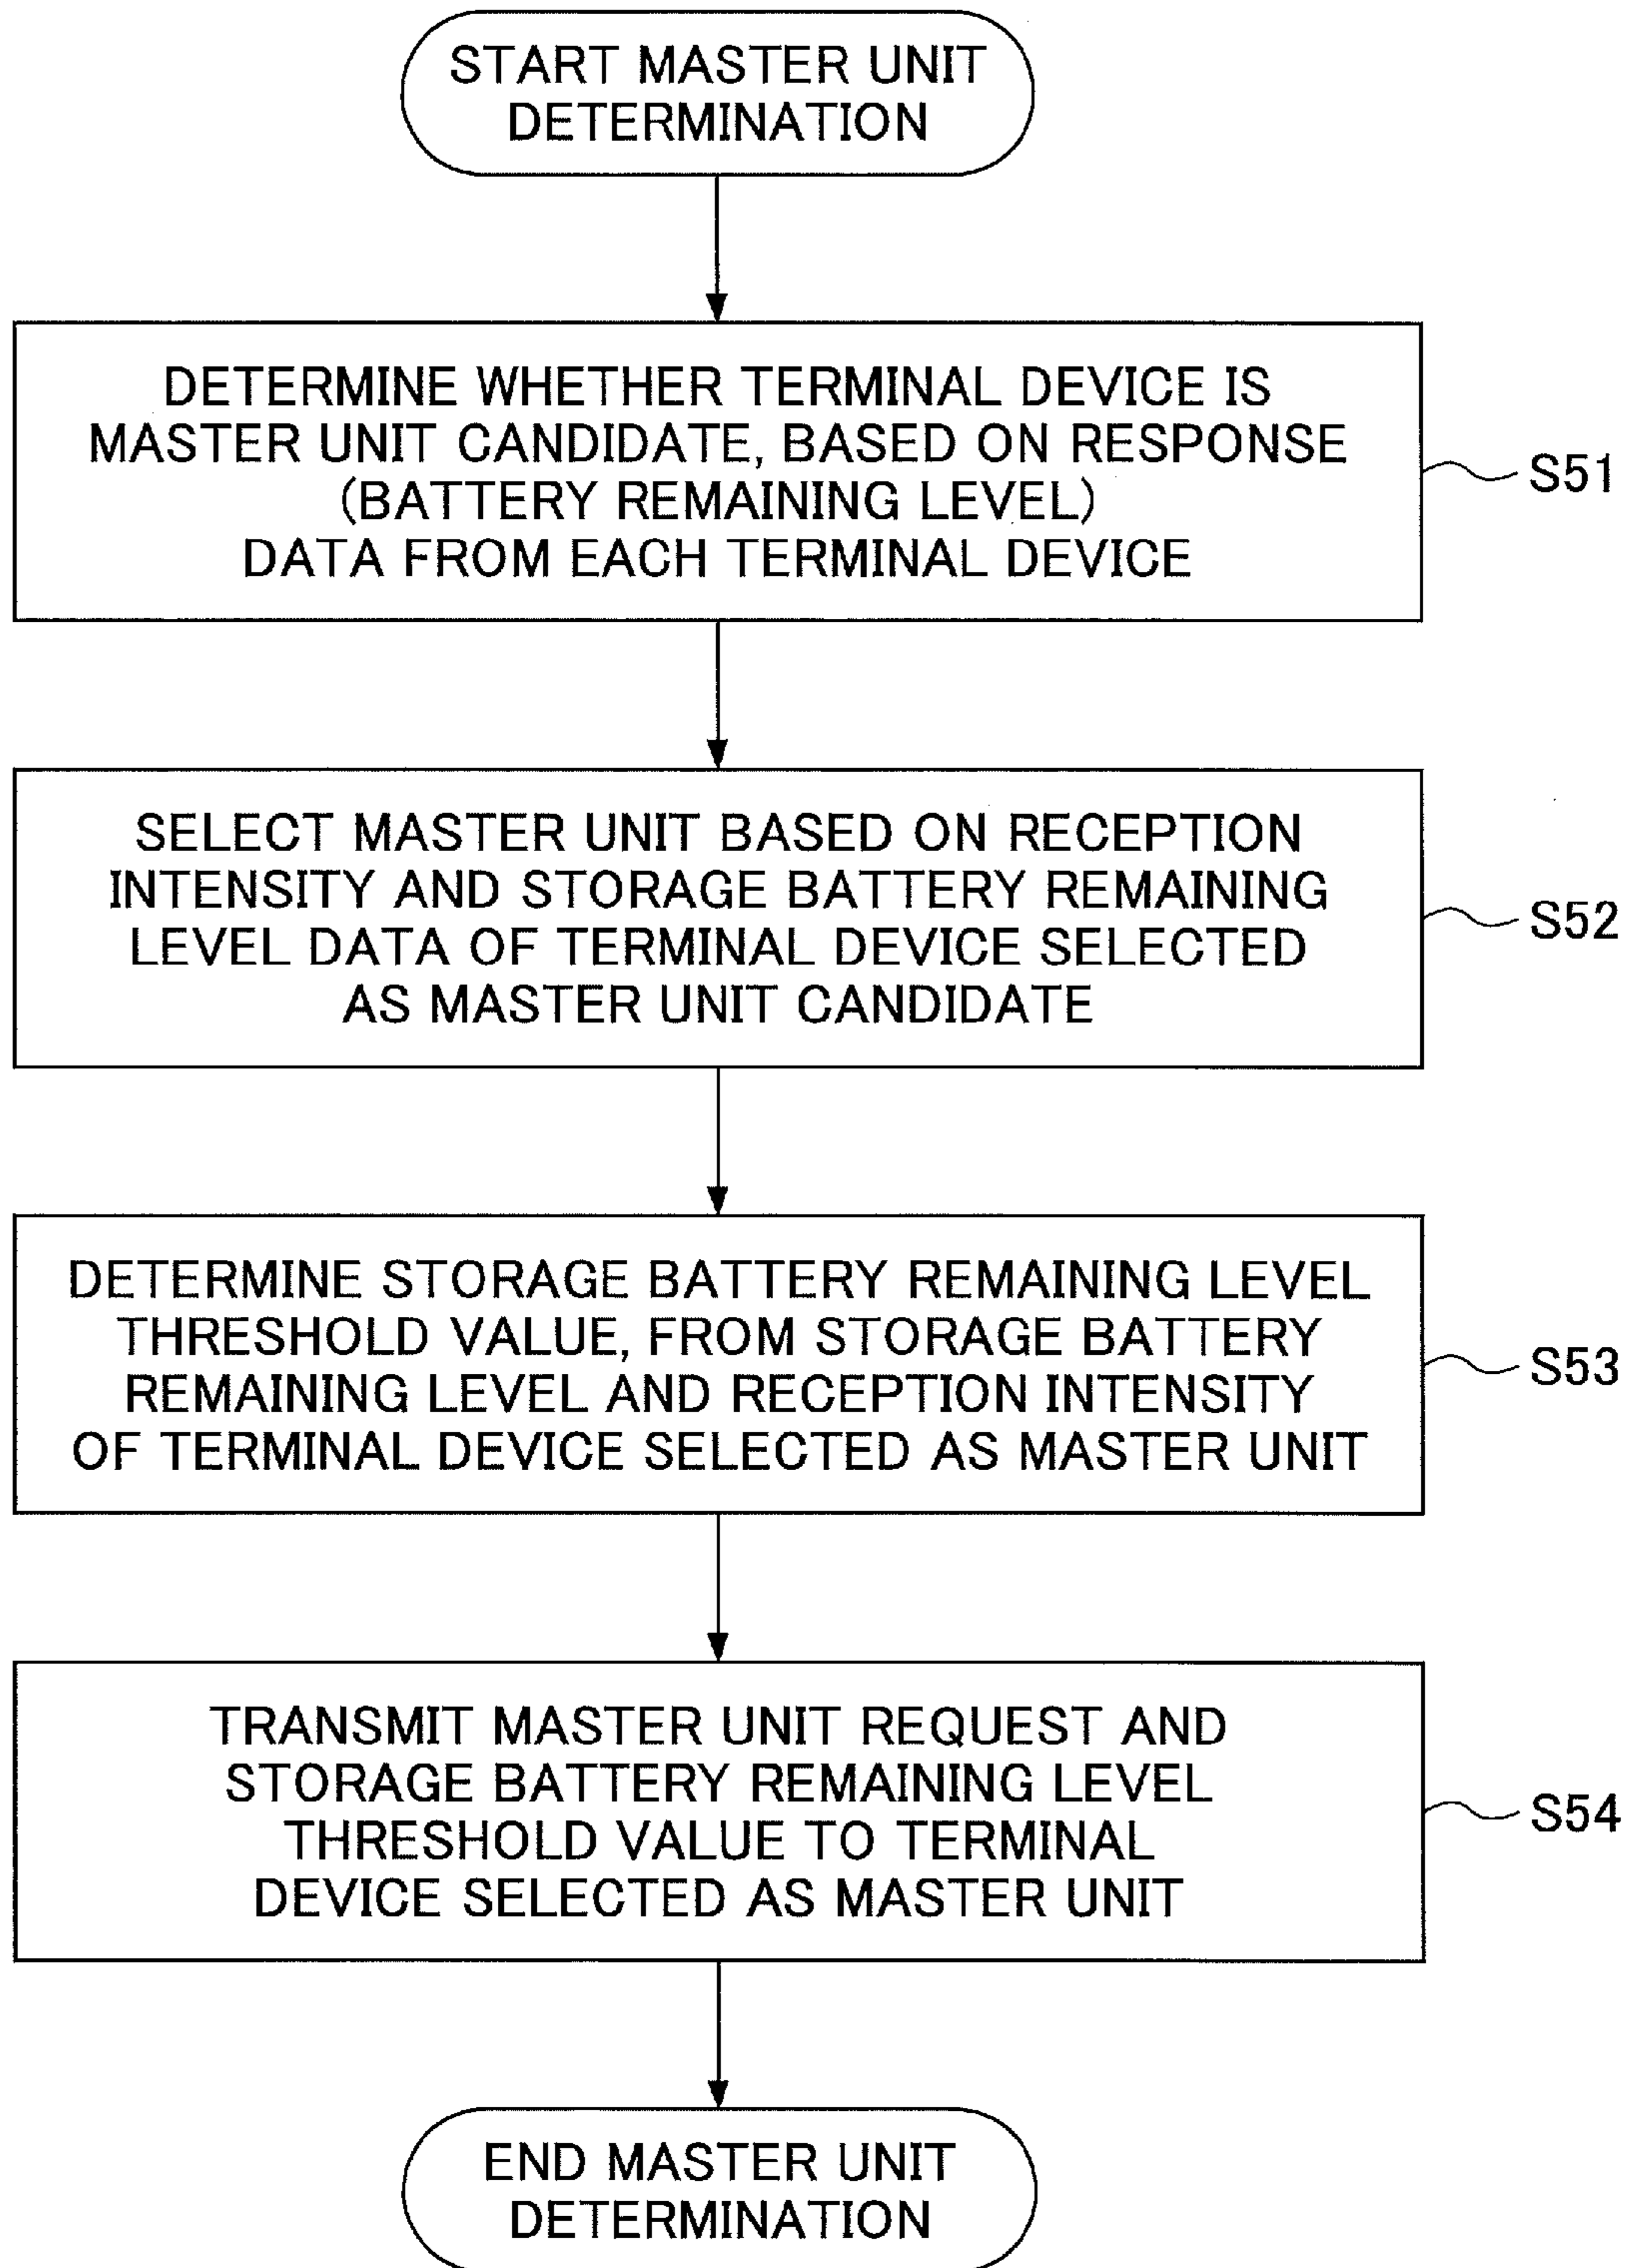 START MASTER UNIT
DETERMINATION
DETERMINE WHETHER TERMINAL DEVICE IS
MASTER UNIT CANDIDATE, BASED ON RESPONSE
(BATTERY REMAINING LEVEL)
DATA FROM EACH TERMINAL DEVICE
S51
SELECT MASTER UNIT BASED ON RECEPTION
INTENSITY AND STORAGE BATTERY REMAINING
LEVEL DATA OF TERMINAL DEVICE SELECTED
AS MASTER UNIT CANDIDATE
S52
DETERMINE STORAGE BATTERY REMAINING LEVEL
THRESHOLD VALUE, FROM STORAGE BATTERY
REMAINING LEVEL AND RECEPTION INTENSITY
OF TERMINAL DEVICE SELECTED AS MASTER UNIT
S53
TRANSMIT MASTER UNIT REQUEST AND
STORAGE BATTERY REMAINING LEVEL
THRESHOLD VALUE TO TERMINAL
DEVICE SELECTED AS MASTER UNIT
S54
END MASTER UNIT
DETERMINATION